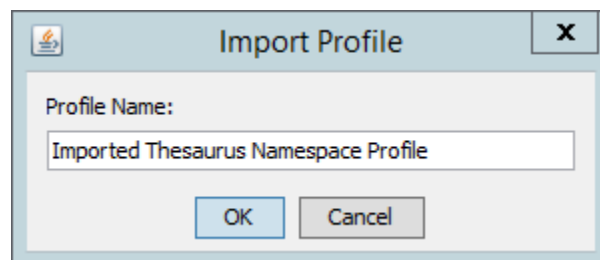 Import Profile
x
Profile Name:
Imported Thesaurus Namespace Profile
OK Cancel